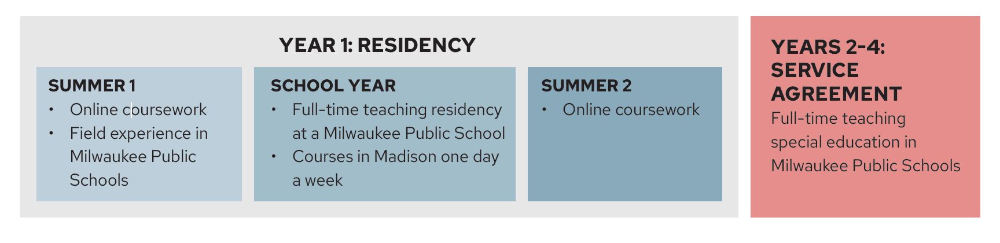 YEAR 1: RESIDENCY
SUMMER 1
• Online coursework
• Field experience in
Milwaukee Public
Schools
SCHOOL YEAR
• Full-time teaching residency
at a Milwaukee Public School
• Courses in Madison one day
a week
SUMMER 2
• Online coursework
YEARS 2-4:
SERVICE
AGREEMENT
Full-time teaching
special education in
Milwaukee Public Schools